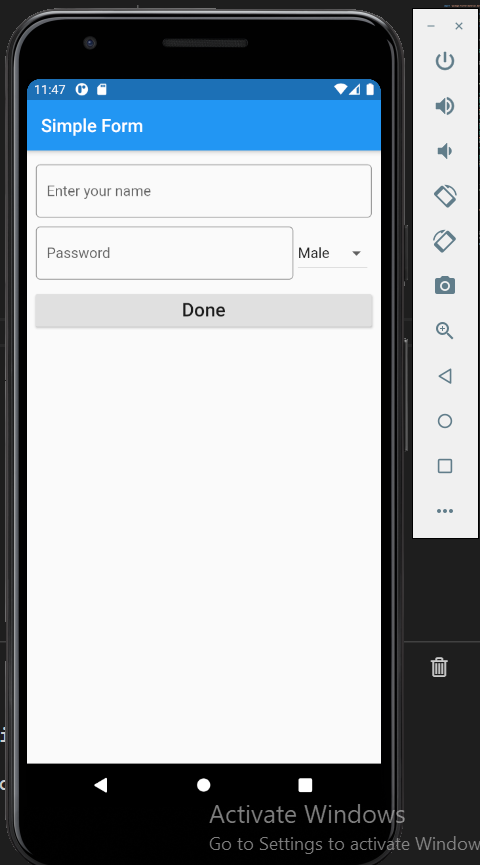 11:47
Simple Form
Enter your name
Password
Male
Done
Activate Windows
Go to Settings to activate Window